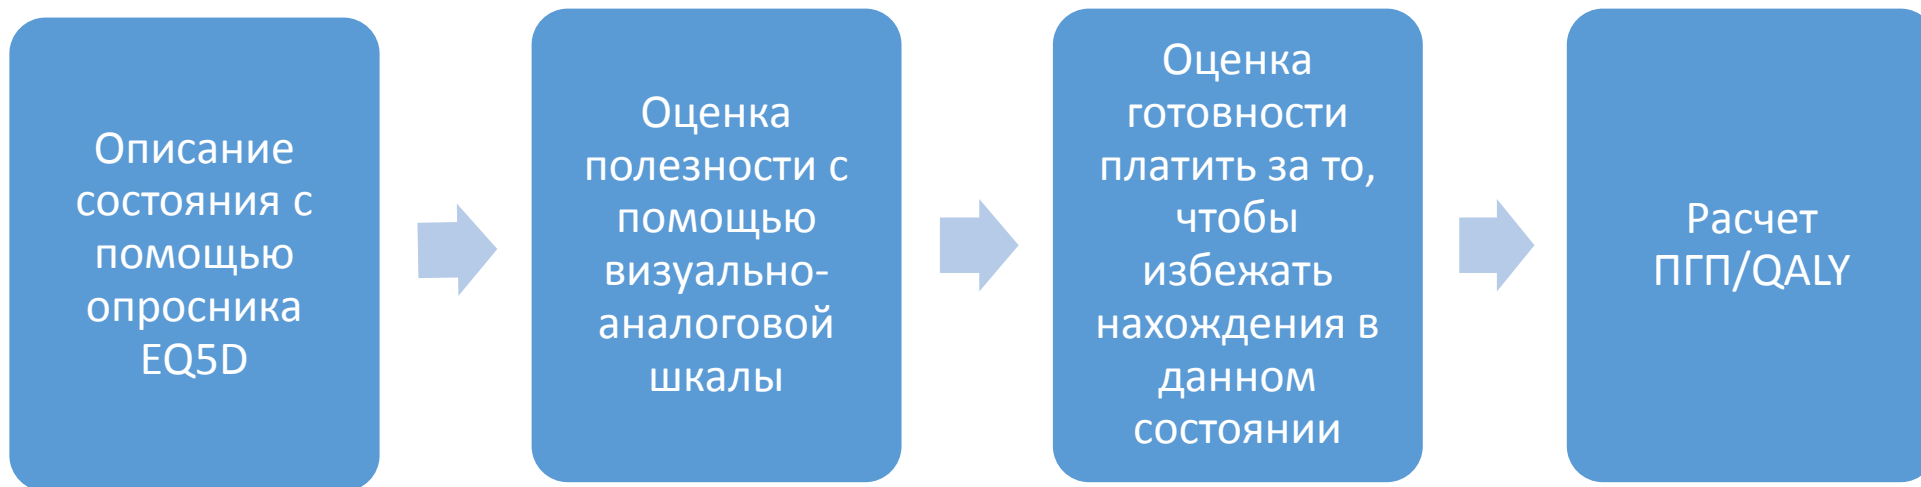 Описание
состояния с
помощью
опросника
EQ5D
Оценка
полезности с
помощью
визуально-
аналоговой
шкалы
Оценка
готовности
платить за то,
чтобы
избежать
нахождения в
данном
состоянии
Расчет
ПГП/QALY